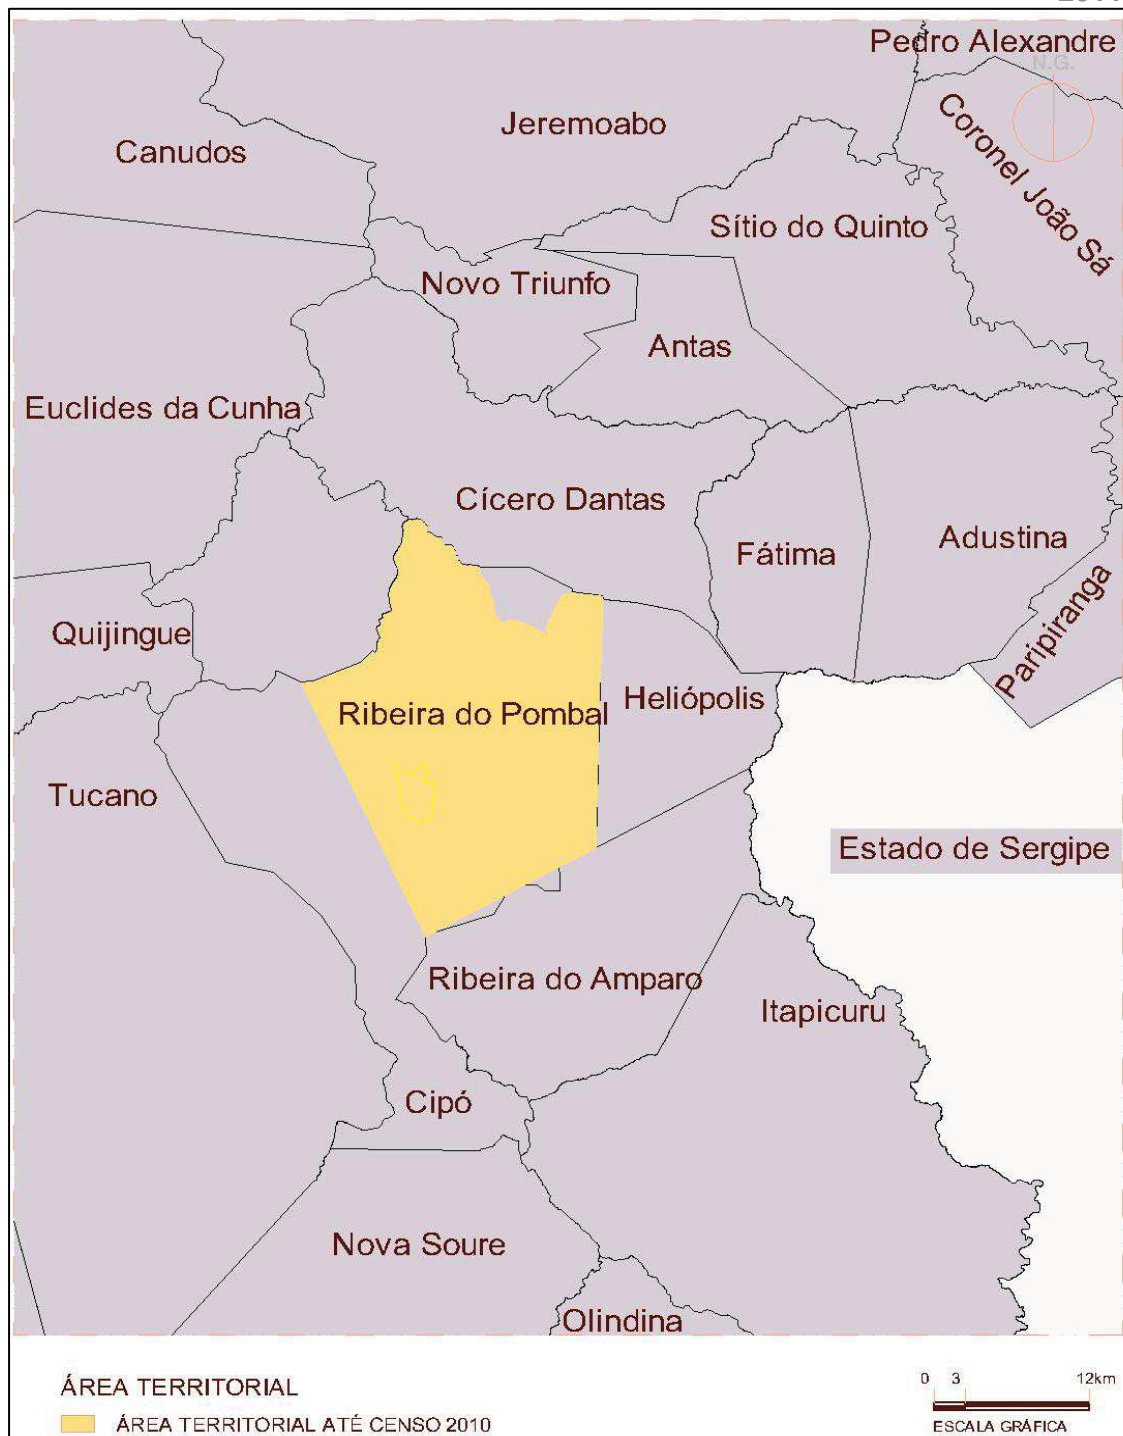 Pedro Alexandre
N.G.
Jeremoabo
Canudos
Coronel João Sá
Sítio do Quinto
Novo Triunfo
Antas
Euclides da Cunha
Cícero Dantas
Fátima
Adustina
Paripiranga
Quijingue
Heliópolis
Ribeira do Pombal
Tucano
Estado de Sergipe
Ribeira do Amparo
Itapicuru
Cipó
Nova Soure
Olindina
ÁREA TERRITORIAL
ÁREA TERRITORIAL ATÉ CENSO 2010
0 3 12km
ESCALA GRÁFICA